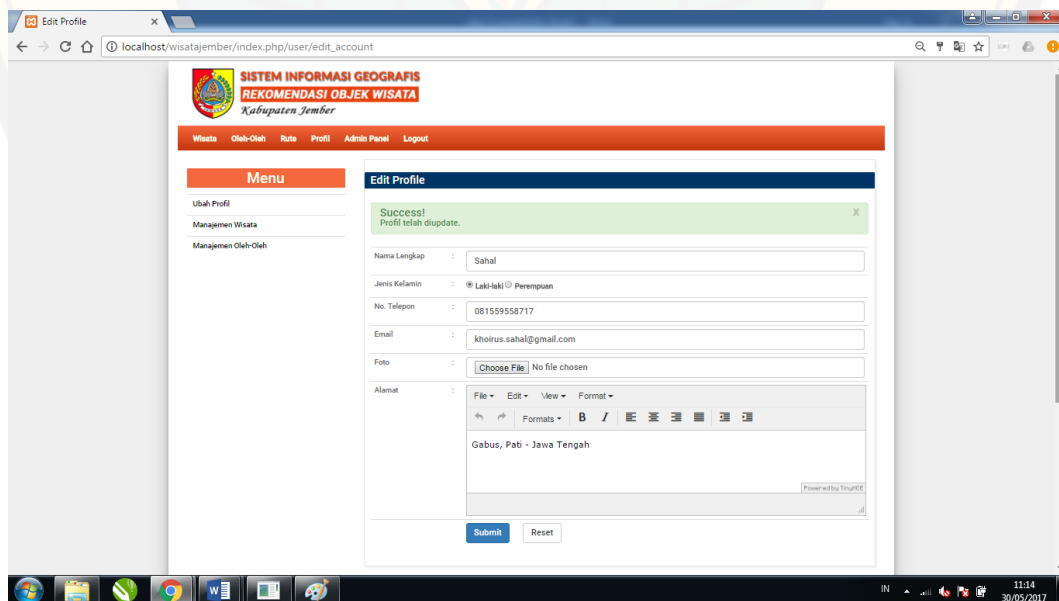 Edit Profile
localhost/wisatajember/index.php/user/edit_account
SISTEM INFORMASI GEOGRAFIS
REKOMENDASI OBJEK WISATA
Kabupaten Jember
Wisata Oleh-Oleh Rute Profil Admin Panel Logout
Menu
Ubah Profil
Manajemen Wisata
Manajemen Oleh-Oleh
Edit Profile
Success! X
Profil telah diupdate.
Nama Lengkap : Sahal
Jenis Kelamin : Laki-laki Perempuan
No. Telepon : 081559558717
Email : khoirus.sahal@gmail.com
Foto : Choose File No file chosen
Alamat :
File Edit View Format
Formats B I
Gabus, Pati - Jawa Tengah
Powered by TinyMCE
Submit Reset
IN 11:14
30/05/2017